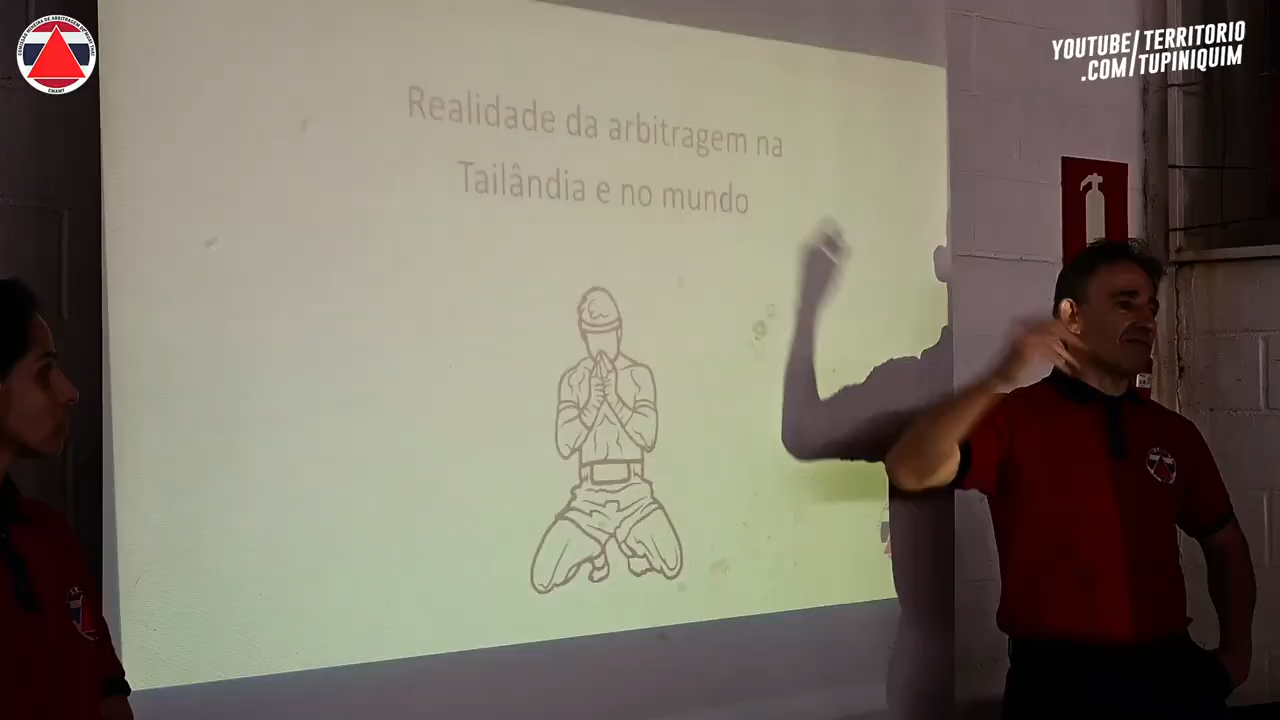 YOUTUBE/TERRITORIO
.COM/TUPINIQUIM
Realidade da arbitragem na
Tailândia e no mundo